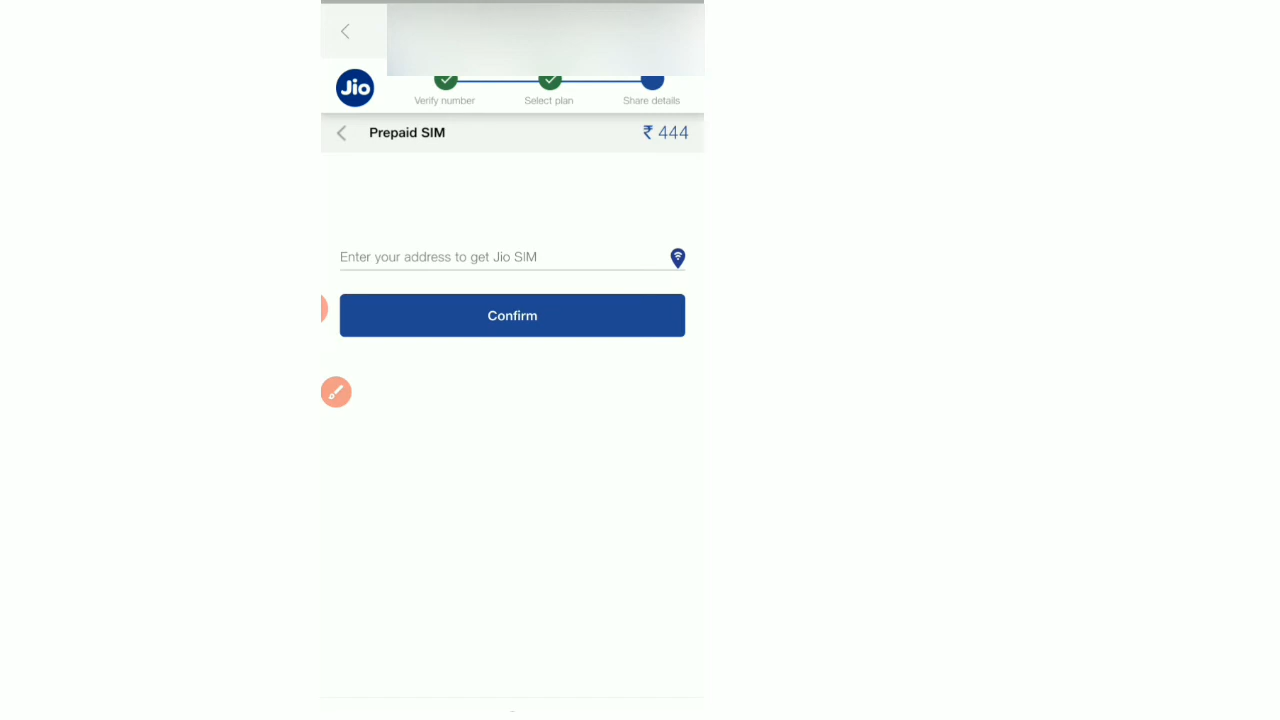 Jio
Verify number
Select plan
Share details
Prepaid SIM
₹ 444
Enter your address to get Jio SIM
Confirm